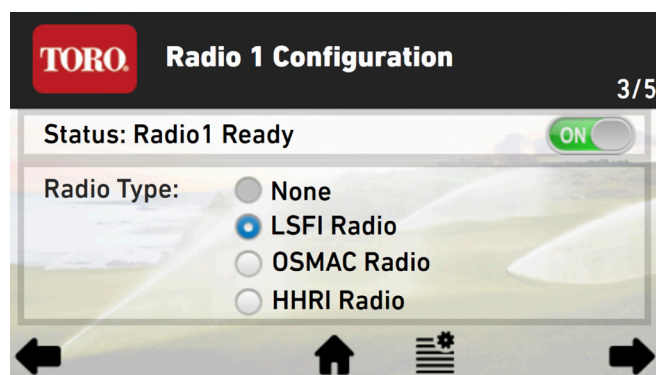 TORO.
Radio 1 Configuration
3/5
Status: Radio1 Ready
ON
Radio Type:
None
LSFI Radio
OSMAC Radio
HHRI Radio